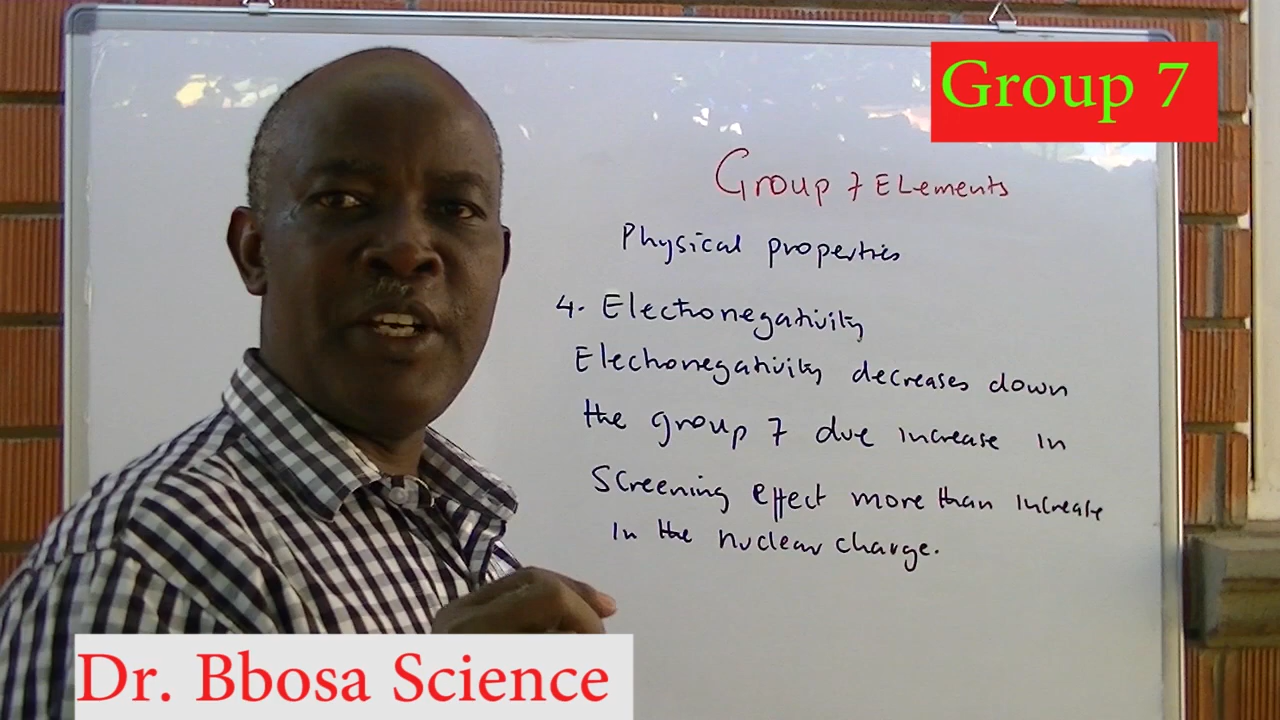 Group 7
Group 7 Elements
Physical properties
4. Electronegativity
Electronegativity decreases down
the group 7 due increase in
Screening effect more than increase
in the nuclear charge.
Dr. Bbosa Science